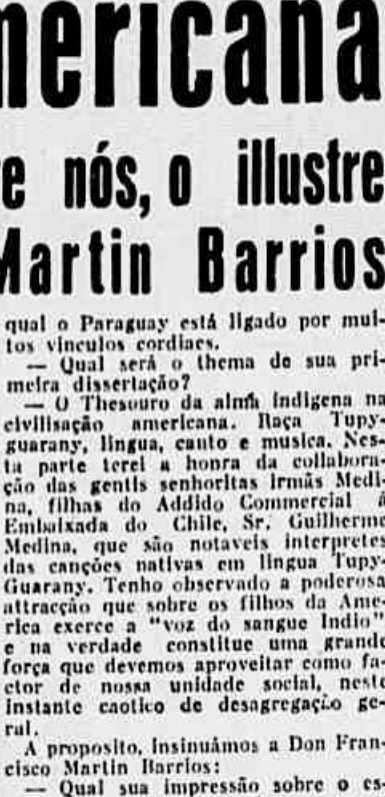 mericana
e nós, o illustre
Martin Barrios
qual o Paraguay está ligado por mui-
tos vinculos cordiaes.
— Qual será o thema de sua pri-
meira dissertação?
— O Thesouro da alma indigena na
civilisação americana. Raça Tupy-
guarany, lingua, canto e musica. Nes-
ta parte terei a honra da collabora-
ção das gentis senhoritas irmãs Medi-
na, filhas do Addido Commercial á
Embaixada do Chile, Sr. Guilherme
Medina, que são notaveis interpretes
das canções nativas em lingua Tupy-
Guarany. Tenho observado a poderosa
attracção que sobre os filhos da Ame-
rica exerce a "voz do sangue Indio"
e na verdade constitue uma grande
força que devemos aproveitar como fa-
ctor de nossa unidade social, neste
instante caotico de desagregação ge-
ral.
A proposito, insinuámos a Don Fran-
cisco Martin Barrios:
— Qual sua impressão sobre o es-